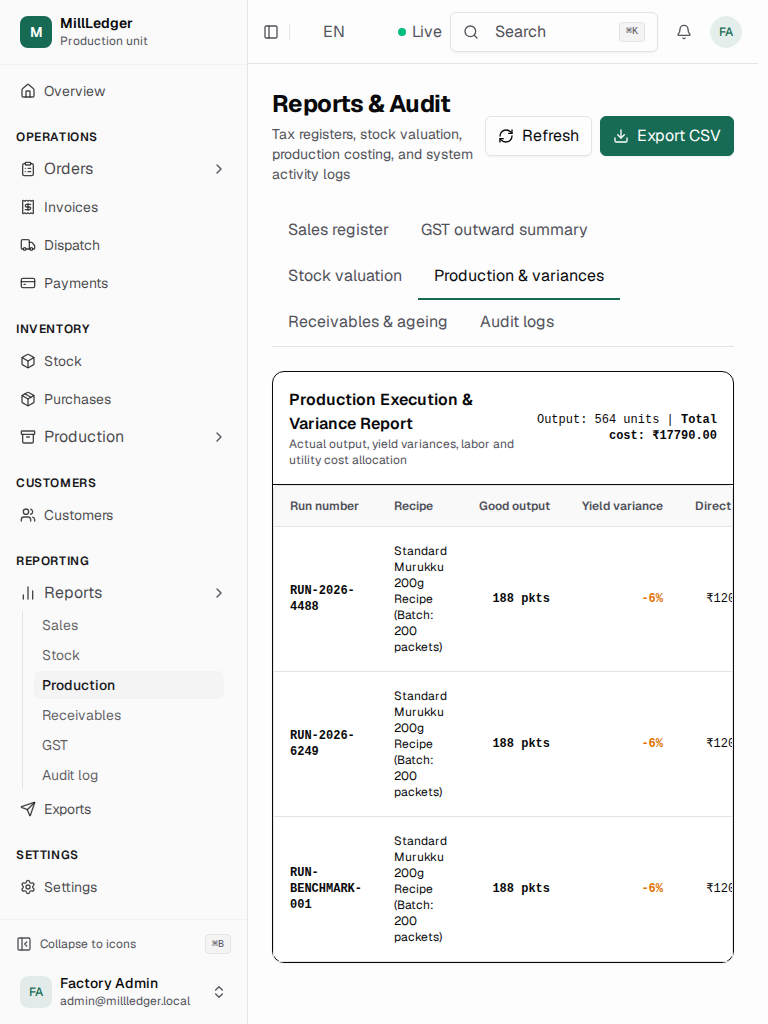 M
MillLedger
Production unit
Overview
OPERATIONS
Orders
Invoices
Dispatch
Payments
INVENTORY
Stock
Purchases
Production
CUSTOMERS
Customers
REPORTING
Reports
Sales
Stock
Production
Receivables
GST
Audit log
Exports
SETTINGS
Settings
Collapse to icons ⌘B
FA
Factory Admin
admin@millledger.local
EN Live Search ⌘K FA
Reports & Audit
Tax registers, stock valuation,
production costing, and system
activity logs
Refresh Export CSV
Sales register GST outward summary
Stock valuation Production & variances
Receivables & ageing Audit logs
Production Execution &
Variance Report
Actual output, yield variances, labor and
utility cost allocation
Output: 564 units | Total
cost: ₹17790.00
Run number Recipe Good output Yield variance Direct
RUN-2026-
4488
Standard
Murukku
200g
Recipe
(Batch:
200
packets)
188 pkts -6% ₹120
RUN-2026-
6249
Standard
Murukku
200g
Recipe
(Batch:
200
packets)
188 pkts -6% ₹120
RUN-
BENCHMARK-
001
Standard
Murukku
200g
Recipe
(Batch:
200
packets)
188 pkts -6% ₹120